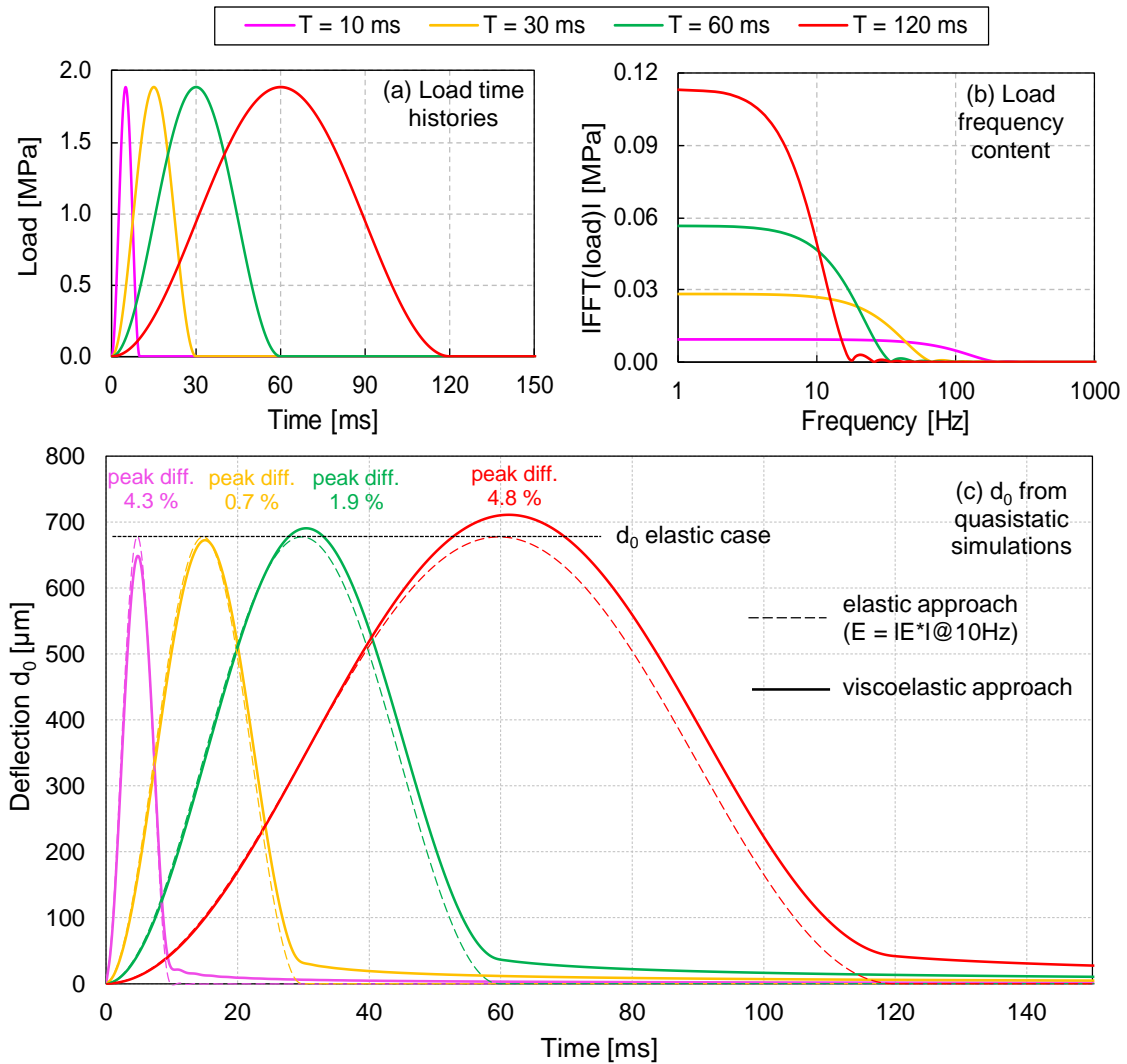 T = 10 ms T = 30 ms T = 60 ms T = 120 ms
(a) Load time
histories
Load [MPa]
2.0
1.5
1.0
0.5
0.0
0 30 60 90 120 150
Time [ms]
(b) Load
frequency
content
|FFT(load)| [MPa]
0.12
0.09
0.06
0.03
0.00
1 10 100 1000
Frequency [Hz]
peak diff. peak diff. peak diff. peak diff.
4.3 % 0.7 % 1.9 % 4.8 %
(c) d0 from
quasistatic
simulations
d0 elastic case
elastic approach
(E = |E*|@10Hz)
viscoelastic approach
Deflection d0 [µm]
800
700
600
500
400
300
200
100
0
0 20 40 60 80 100 120 140
Time [ms]